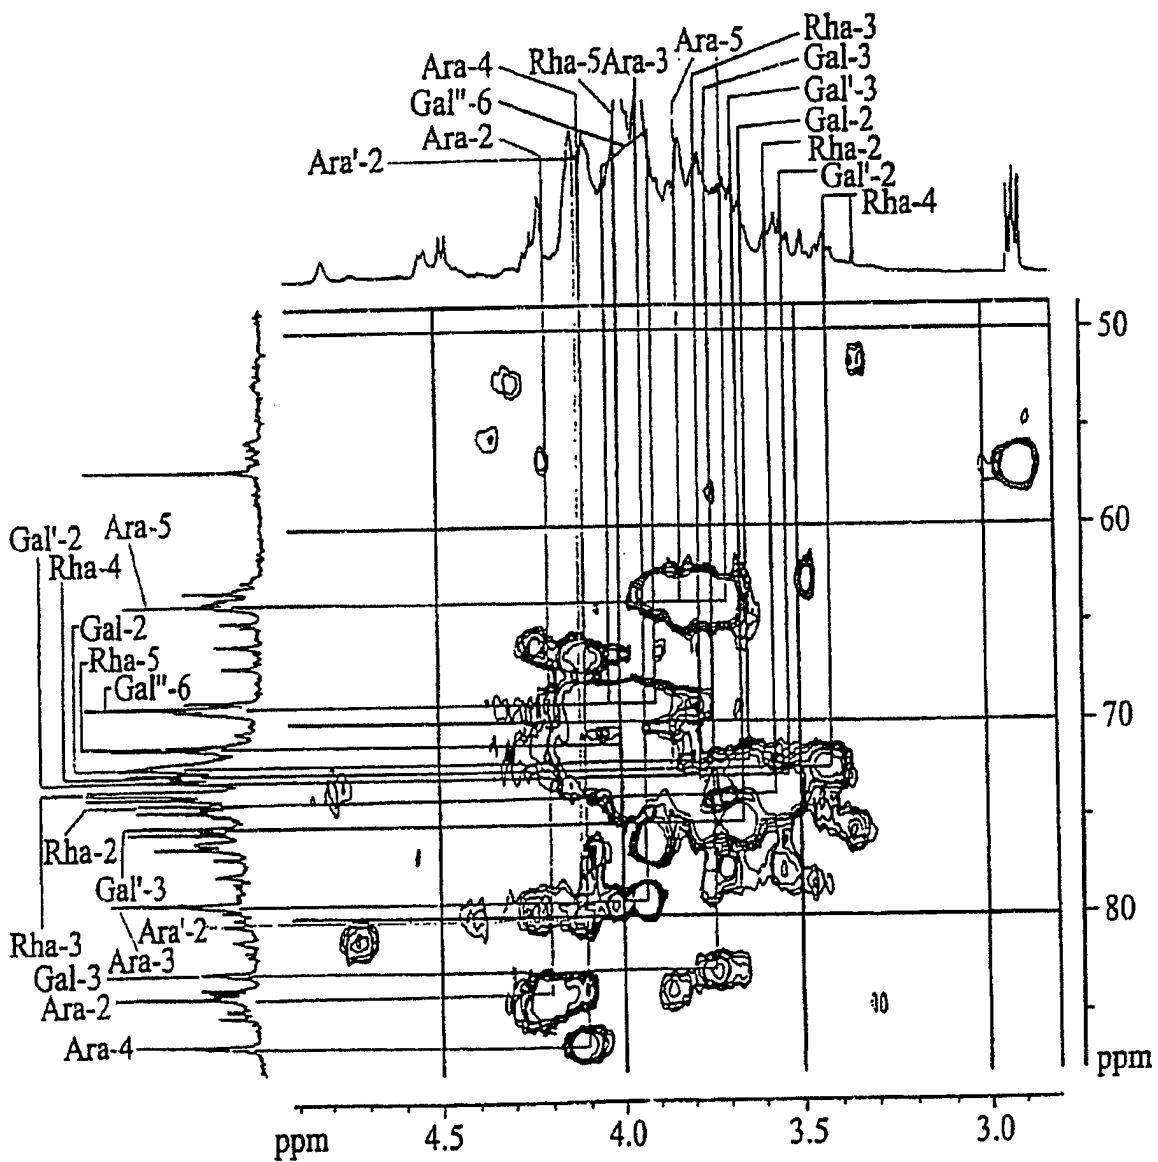 Rha-3
Ara-5
Gal-3
Rha-5Ara-3
Ara-4
Gal'-3
Gal''-6
Gal-2
Ara-2
Rha-2
Ara'-2
Gal'-2
Rha-4
50
60
70
80
ppm
Gal'-2 Ara-5
Rha-4
Gal-2
Rha-5
Gal''-6
Rha-2
Gal'-3
Ara'-2
Rha-3 Ara-3
Gal-3
Ara-2
Ara-4
ppm 4.5 4.0 3.5 3.0